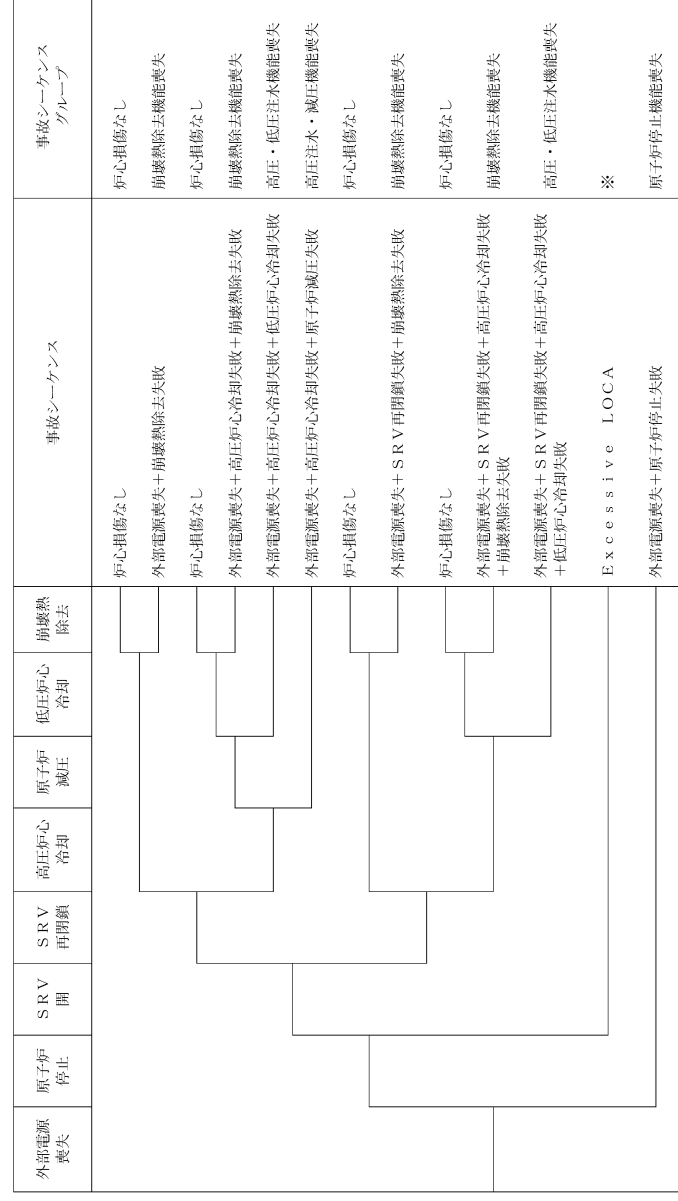 外部電源
喪失
原子炉
停止
ＳＲＶ
開
ＳＲＶ
再閉鎖
高圧炉心
冷却
原子炉
減圧
低圧炉心
冷却
崩壊熱
除去
事故シーケンス
事故シーケンス
グループ
炉心損傷なし
炉心損傷なし
外部電源喪失＋崩壊熱除去失敗
崩壊熱除去機能喪失
炉心損傷なし
炉心損傷なし
外部電源喪失＋高圧炉心冷却失敗＋崩壊熱除去失敗
崩壊熱除去機能喪失
外部電源喪失＋高圧炉心冷却失敗＋低圧炉心冷却失敗
高圧・低圧注水機能喪失
外部電源喪失＋高圧炉心冷却失敗＋原子炉減圧失敗
高圧注水・減圧機能喪失
炉心損傷なし
炉心損傷なし
外部電源喪失＋ＳＲＶ再閉鎖失敗＋崩壊熱除去失敗
崩壊熱除去機能喪失
炉心損傷なし
炉心損傷なし
外部電源喪失＋ＳＲＶ再閉鎖失敗＋高圧炉心冷却失敗
＋崩壊熱除去失敗
崩壊熱除去機能喪失
外部電源喪失＋ＳＲＶ再閉鎖失敗＋高圧炉心冷却失敗
＋低圧炉心冷却失敗
高圧・低圧注水機能喪失
Ｅｘｃｅｓｓｉｖｅ　ＬＯＣＡ
※
外部電源喪失＋原子炉停止失敗
原子炉停止機能喪失